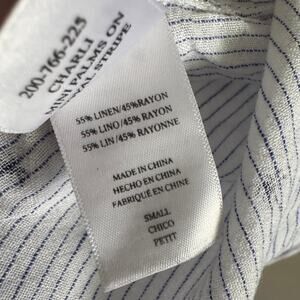 200-766-225
CHARLI
MINI PALMS ON
STRIPE
55% LINEN/45%RAYON
55% LINO/45% RAYON
55% LIN/45% RAYONNE
MADE IN CHINA
HECHO EN CHINA
FABRIQUÉ EN CHINE
SMALL
CHICO
PETIT